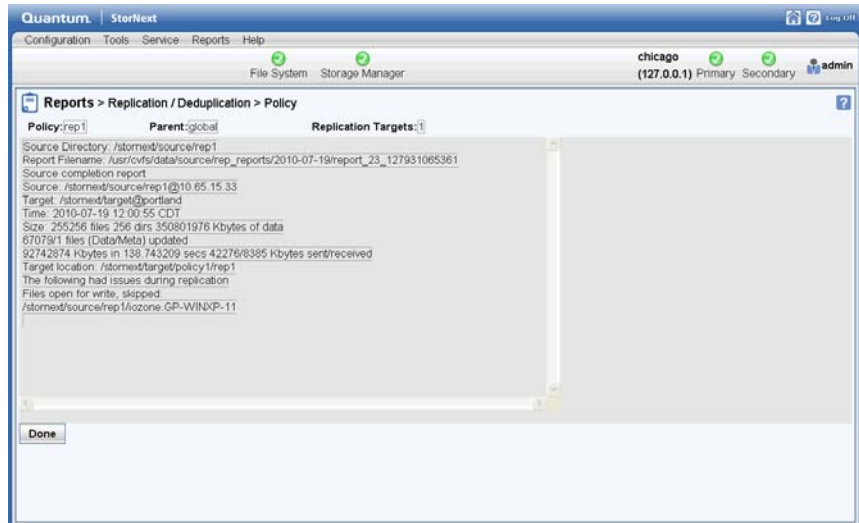 Quantum. StorNext Log Off
Configuration Tools Service Reports Help
File System Storage Manager
chicago (127.0.0.1) Primary Secondary admin
Reports > Replication / Deduplication > Policy
Policy: rep1 Parent: global Replication Targets: 1
Source Directory: /stornext/source/rep1
Report Filename: /usr/cvfs/data/source/rep_reports/2010-07-19/report_23_127931065361
Source completion report
Source: /stornext/source/rep1@10.65.15.33
Target: /stornext/target@portland
Time: 2010-07-19 12:00:55 CDT
Size: 255256 files 256 dirs 350801976 Kbytes of data
67079/1 files (Data/Meta) updated
92742874 Kbytes in 138.743209 secs 42276/8385 Kbytes sent/received
Target location: /stornext/target/policy1/rep1
The following had issues during replication
Files open for write, skipped:
/stornext/source/rep1/iozone.GP-WINXP-11
Done